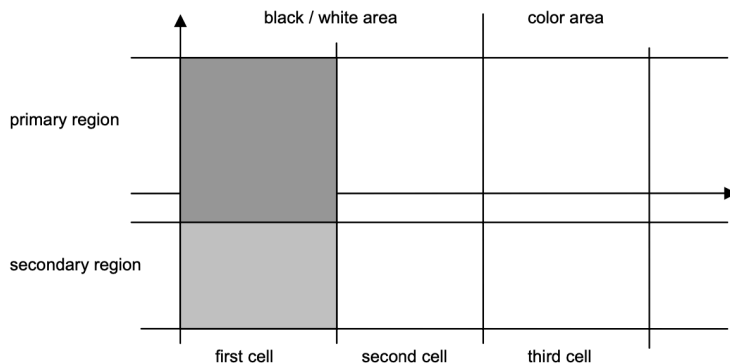 black / white area
color area
primary region
secondary region
first cell
second cell
third cell